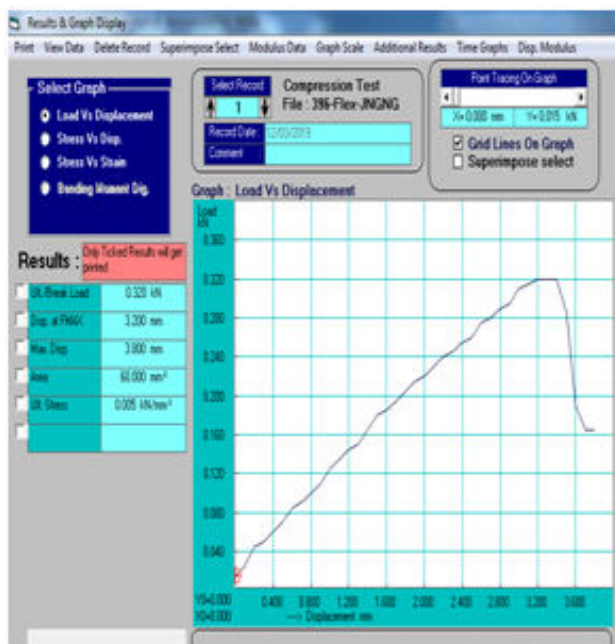 Results & Graph Display
Print View Data Delete Record Superimpose Select Modulus Data Graph Scale Additional Results Time Graphs Disp. Modulus
Select Graph
Load Vs Displacement
Stress Vs Disp.
Stress Vs Strain
Bending Moment Dig.
Select Record
1
Compression Test
File : 396-Flex-JNGNG
Record Date : 12/03/2019
Comment :
Point Tracing On Graph
X= 0.000 mm Y= 0.015 kN
Grid Lines On Graph
Superimpose select
Graph : Load Vs Displacement
Results :
Only Ticked Results will get
printed
Ult./Break Load 0.320 kN
Disp. at FMAX 3.200 mm
Max. Disp. 3.800 mm
Area 60.000 mm²
Ult. Stress 0.005 kN/mm²
Load
kN
0.360
0.320
0.280
0.240
0.200
0.160
0.120
0.080
0.040
Y0=0.000
X0=0.000
0.400 0.800 1.200 1.600 2.000 2.400 2.800 3.200 3.600
Displacement mm